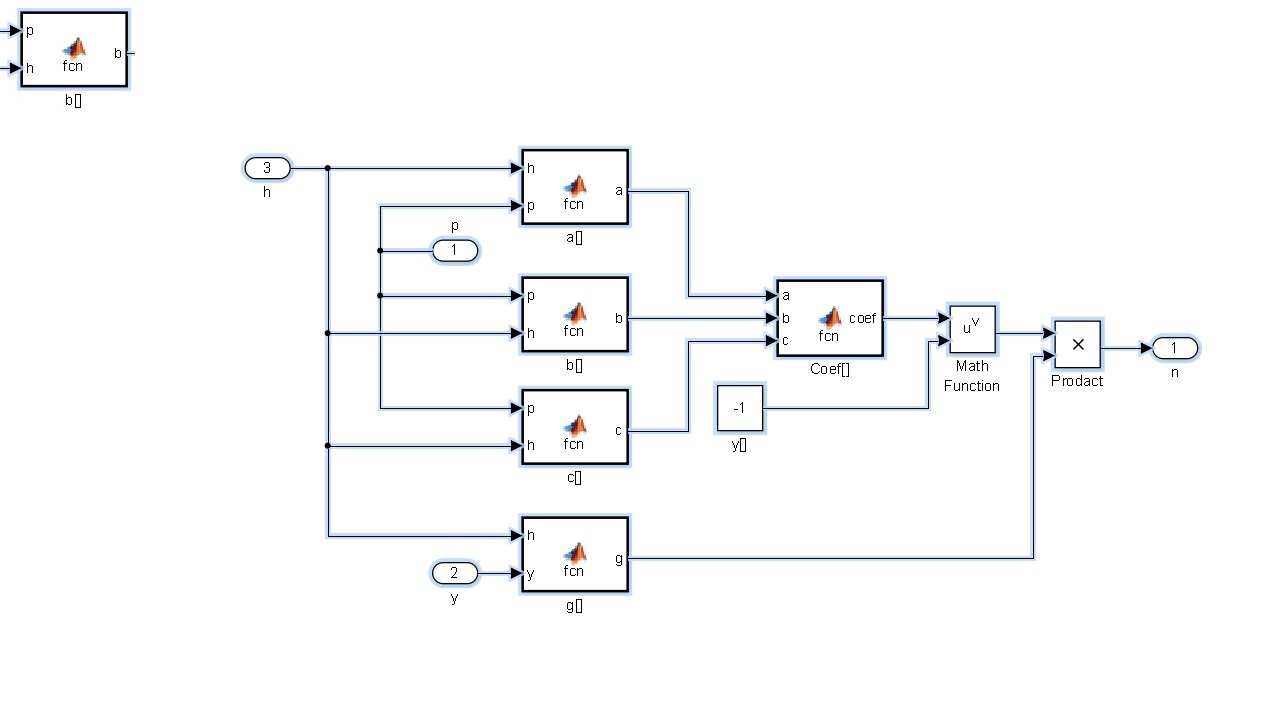 p
h
fcn
b
b[]
3
h
h
p
fcn
a
a[]
p
1
p
h
fcn
b
b[]
p
h
fcn
c
c[]
h
y
fcn
g
g[]
2
y
a
b
c
fcn
coef
Coef[]
-1
y[]
u^v
Math
Function
×
Prodact
1
n